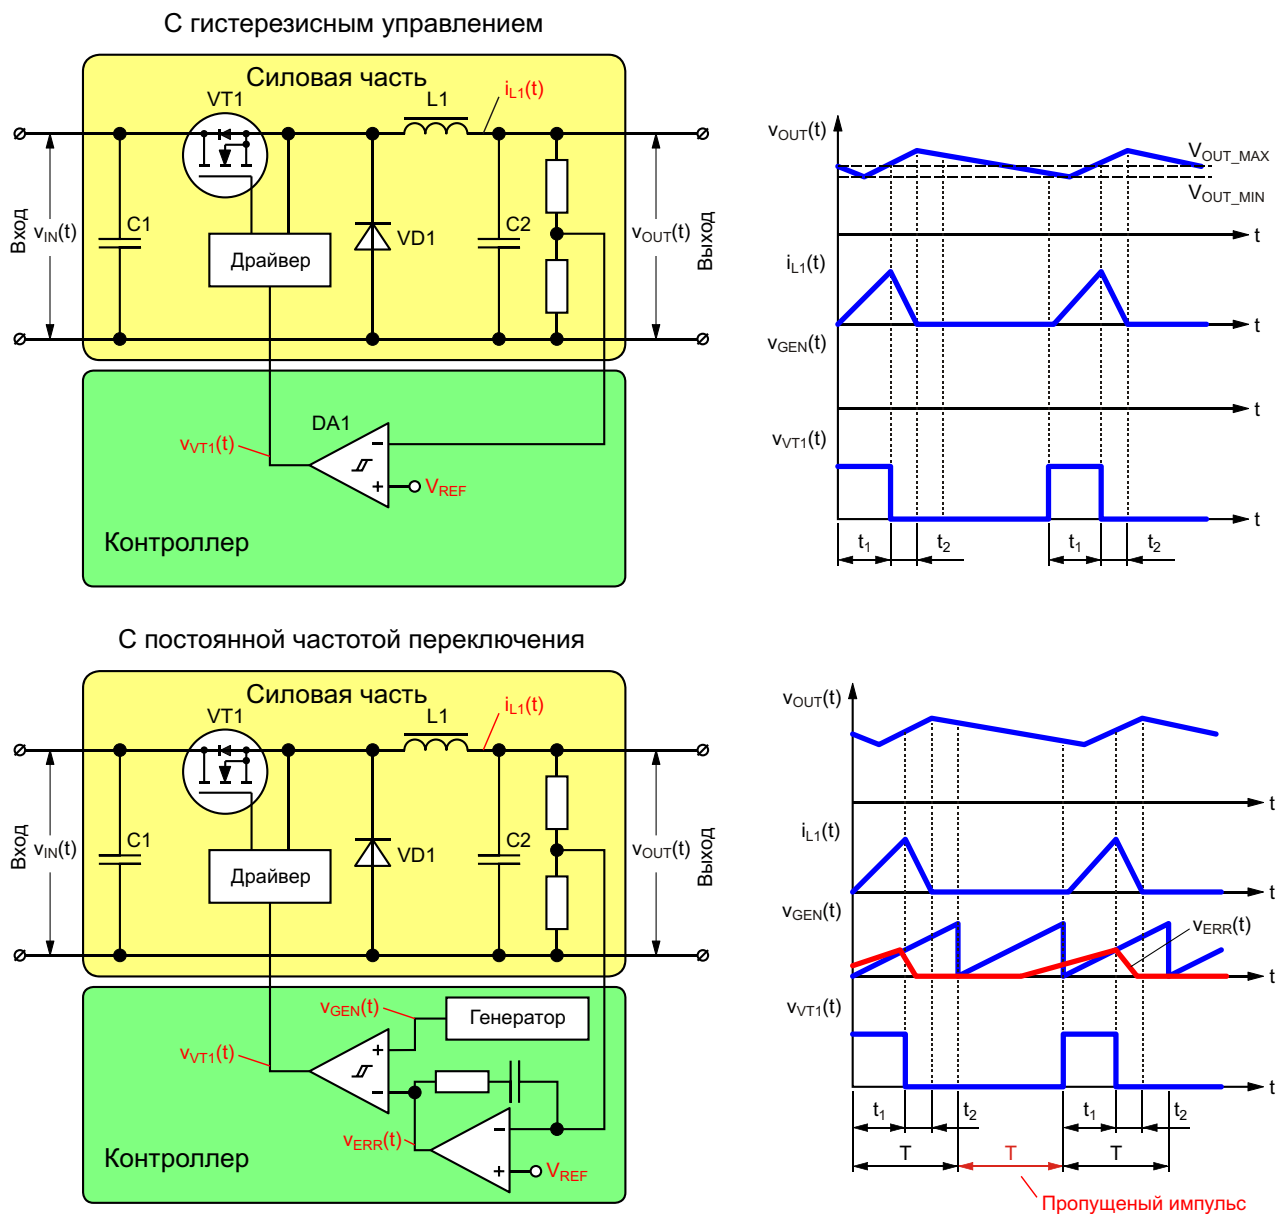 С гистерезисным управлением
Силовая часть
VT1
L1
iL1(t)
Вход
vIN(t)
C1
Драйвер
VD1
C2
vOUT(t)
Выход
DA1
vVT1(t)
−
+
VREF
Контроллер
vOUT(t)
VOUT_MAX
VOUT_MIN
t
iL1(t)
t
vGEN(t)
t
vVT1(t)
t
t1
t2
t1
t2
С постоянной частотой переключения
Силовая часть
VT1
L1
iL1(t)
Вход
vIN(t)
C1
Драйвер
VD1
C2
vOUT(t)
Выход
vGEN(t)
Генератор
vVT1(t)
+
−
vERR(t)
−
+
VREF
Контроллер
vOUT(t)
t
iL1(t)
t
vGEN(t)
vERR(t)
t
vVT1(t)
t
t1
t2
t1
t2
T
T
T
Пропущеный импульс